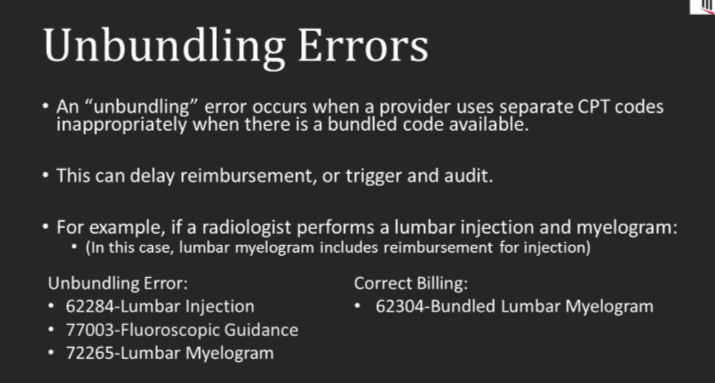 Unbundling Errors
• An “unbundling” error occurs when a provider uses separate CPT codes
inappropriately when there is a bundled code available.
• This can delay reimbursement, or trigger and audit.
• For example, if a radiologist performs a lumbar injection and myelogram:
• (In this case, lumbar myelogram includes reimbursement for injection)
Unbundling Error:
• 62284-Lumbar Injection
• 77003-Fluoroscopic Guidance
• 72265-Lumbar Myelogram
Correct Billing:
• 62304-Bundled Lumbar Myelogram